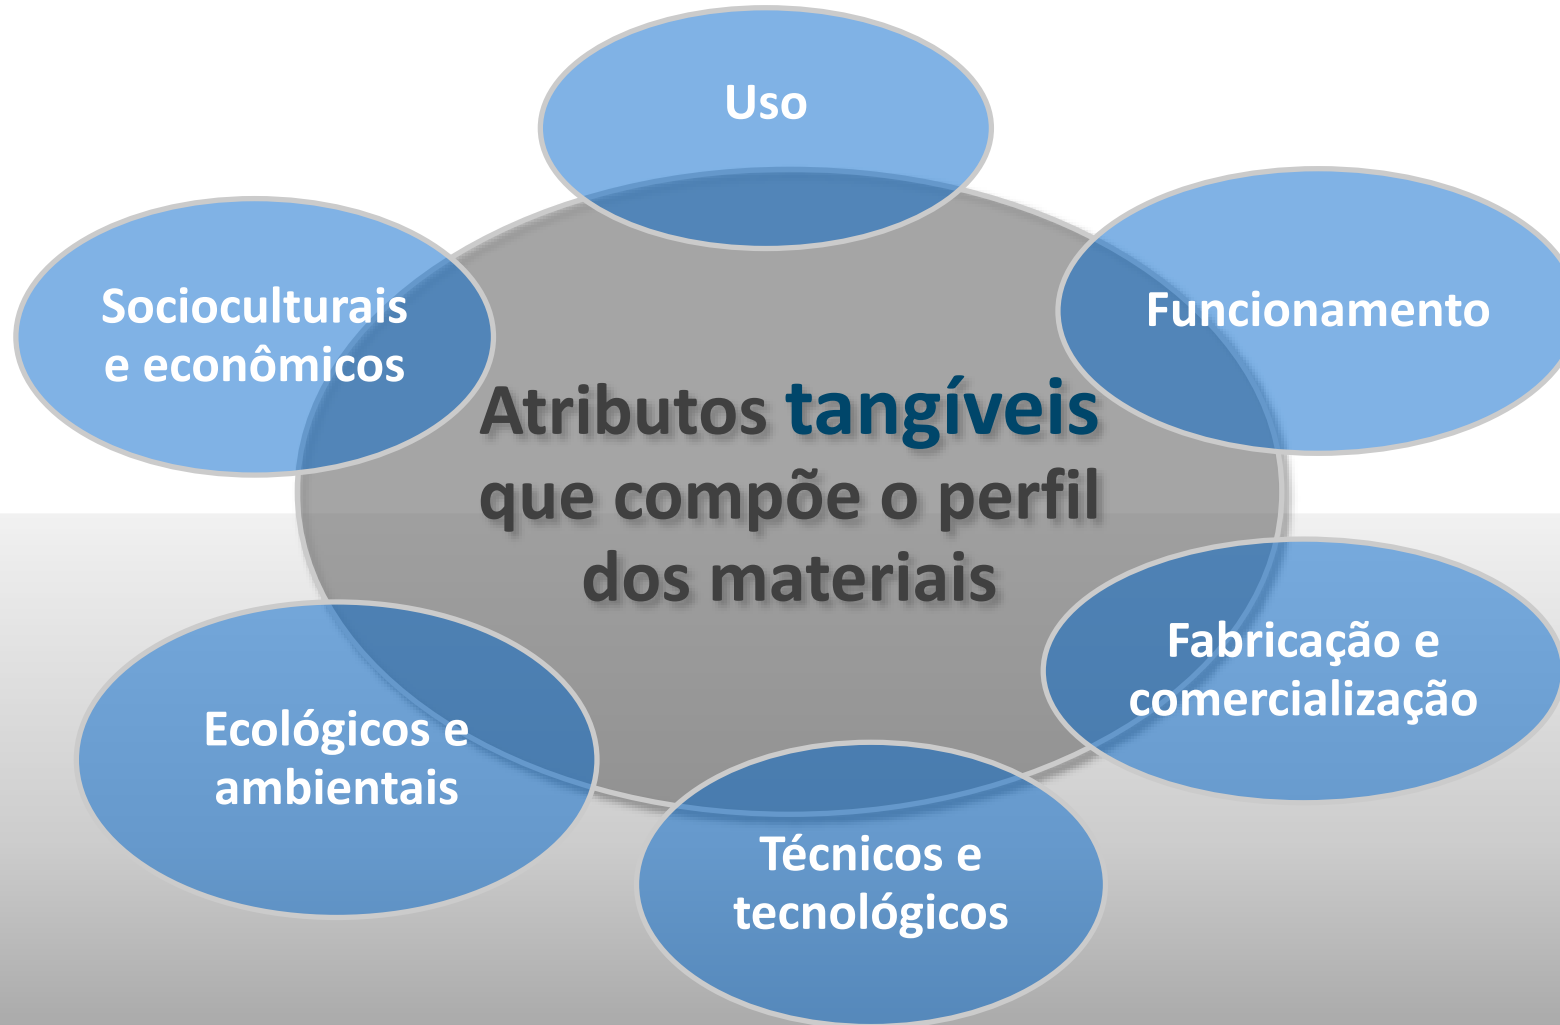 Uso
Funcionamento
Socioculturais
e econômicos
Atributos tangíveis
que compõe o perfil
dos materiais
Fabricação e
comercialização
Ecológicos e
ambientais
Técnicos e
tecnológicos